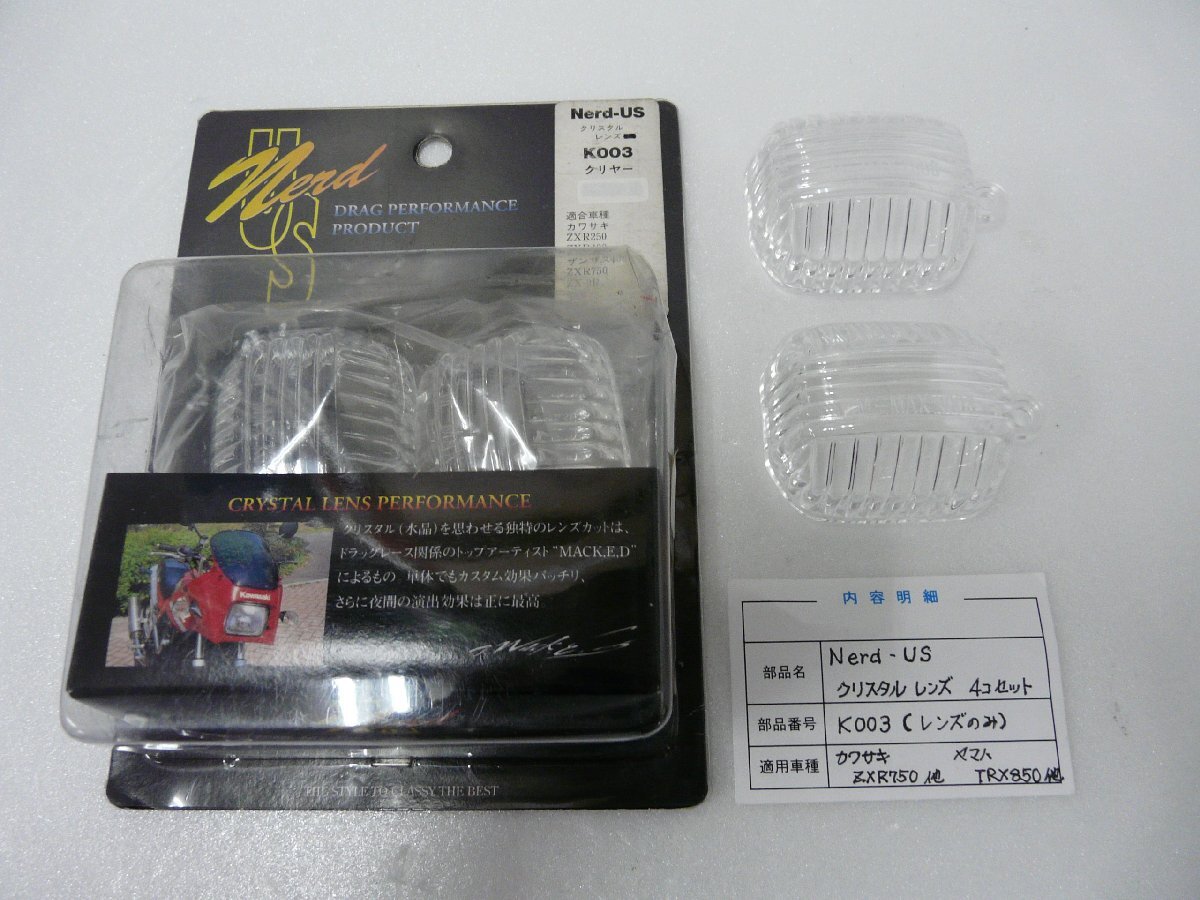 Nerd
US
DRAG PERFORMANCE
PRODUCT
Nerd-US
クリスタル
レンズ
K003
クリヤー
適合車種
カワサキ
ZXR250
ZXR750
CRYSTAL LENS PERFORMANCE
クリスタル(水晶)を思わせる独特のレンズカットは、
ドラッグレース関係のトップアーティスト"MACK,E,D"
によるもの 単体でもカスタム効果バッチリ、
さらに夜間の演出効果は正に最高
Kawasaki
THE STYLE TO CLASSY THE BEST
内容明細
部品名 Nerd-US
クリスタル レンズ 4コセット
部品番号 K003 (レンズのみ)
適用車種 カワサキ ヤマハ
ZXR750 他 TRX850 他